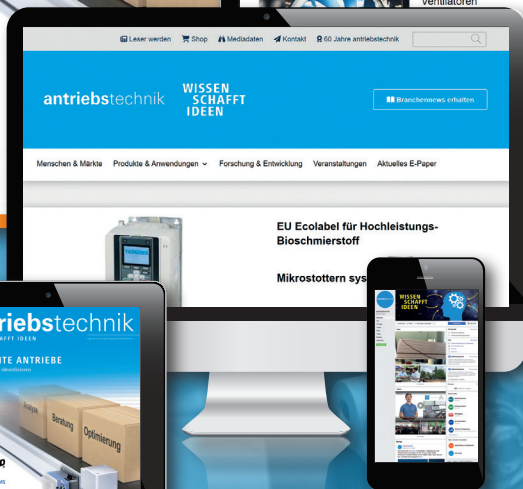 Ventilatoren
Leser werden Shop Mediadaten Kontakt 60 Jahre antriebstechnik
antriebstechnik
WISSEN
SCHAFFT
IDEEN
Branchennews erhalten
Menschen & Märkte Produkte & Anwendungen Forschung & Entwicklung Veranstaltungen Aktuelles E-Paper
YASKAWA
EU Ecolabel für Hochleistungs-
Bioschmierstoff
Mikrostottern sys
riebstechnik
AFFT IDEEN
TE ANTRIEBE
Analyse
Beratung
Optimierung
WISSEN
SCHAFFT
IDEEN